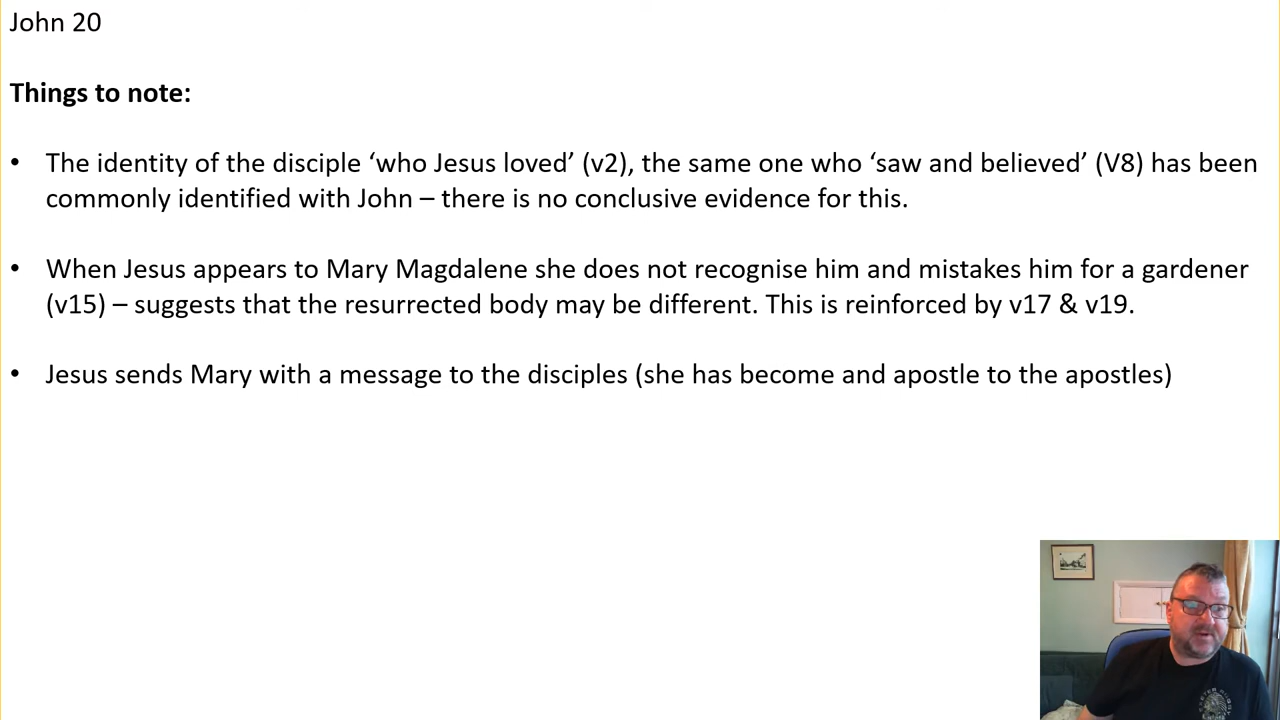 John 20
Things to note:
• The identity of the disciple ‘who Jesus loved’ (v2), the same one who ‘saw and believed’ (V8) has been
commonly identified with John – there is no conclusive evidence for this.
• When Jesus appears to Mary Magdalene she does not recognise him and mistakes him for a gardener
(v15) – suggests that the resurrected body may be different. This is reinforced by v17 & v19.
• Jesus sends Mary with a message to the disciples (she has become and apostle to the apostles)